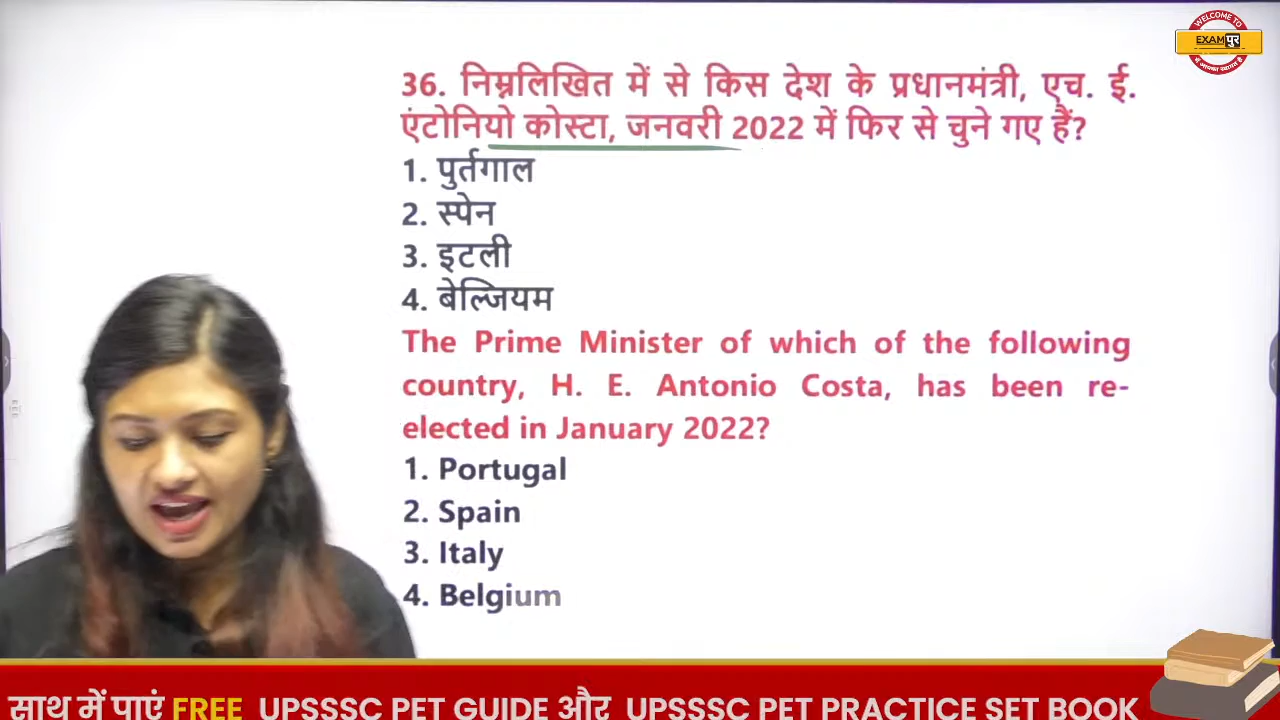 WELCOME TO
EXAMपुर
36. निम्नलिखित में से किस देश के प्रधानमंत्री, एच. ई.
एंटोनियो कोस्टा, जनवरी 2022 में फिर से चुने गए हैं?
1. पुर्तगाल
2. स्पेन
3. इटली
4. बेल्जियम
The Prime Minister of which of the following
country, H. E. Antonio Costa, has been re-
elected in January 2022?
1. Portugal
2. Spain
3. Italy
4. Belgium
साथ में पाएं FREE UPSSSC PET GUIDE और UPSSSC PET PRACTICE SET BOOK